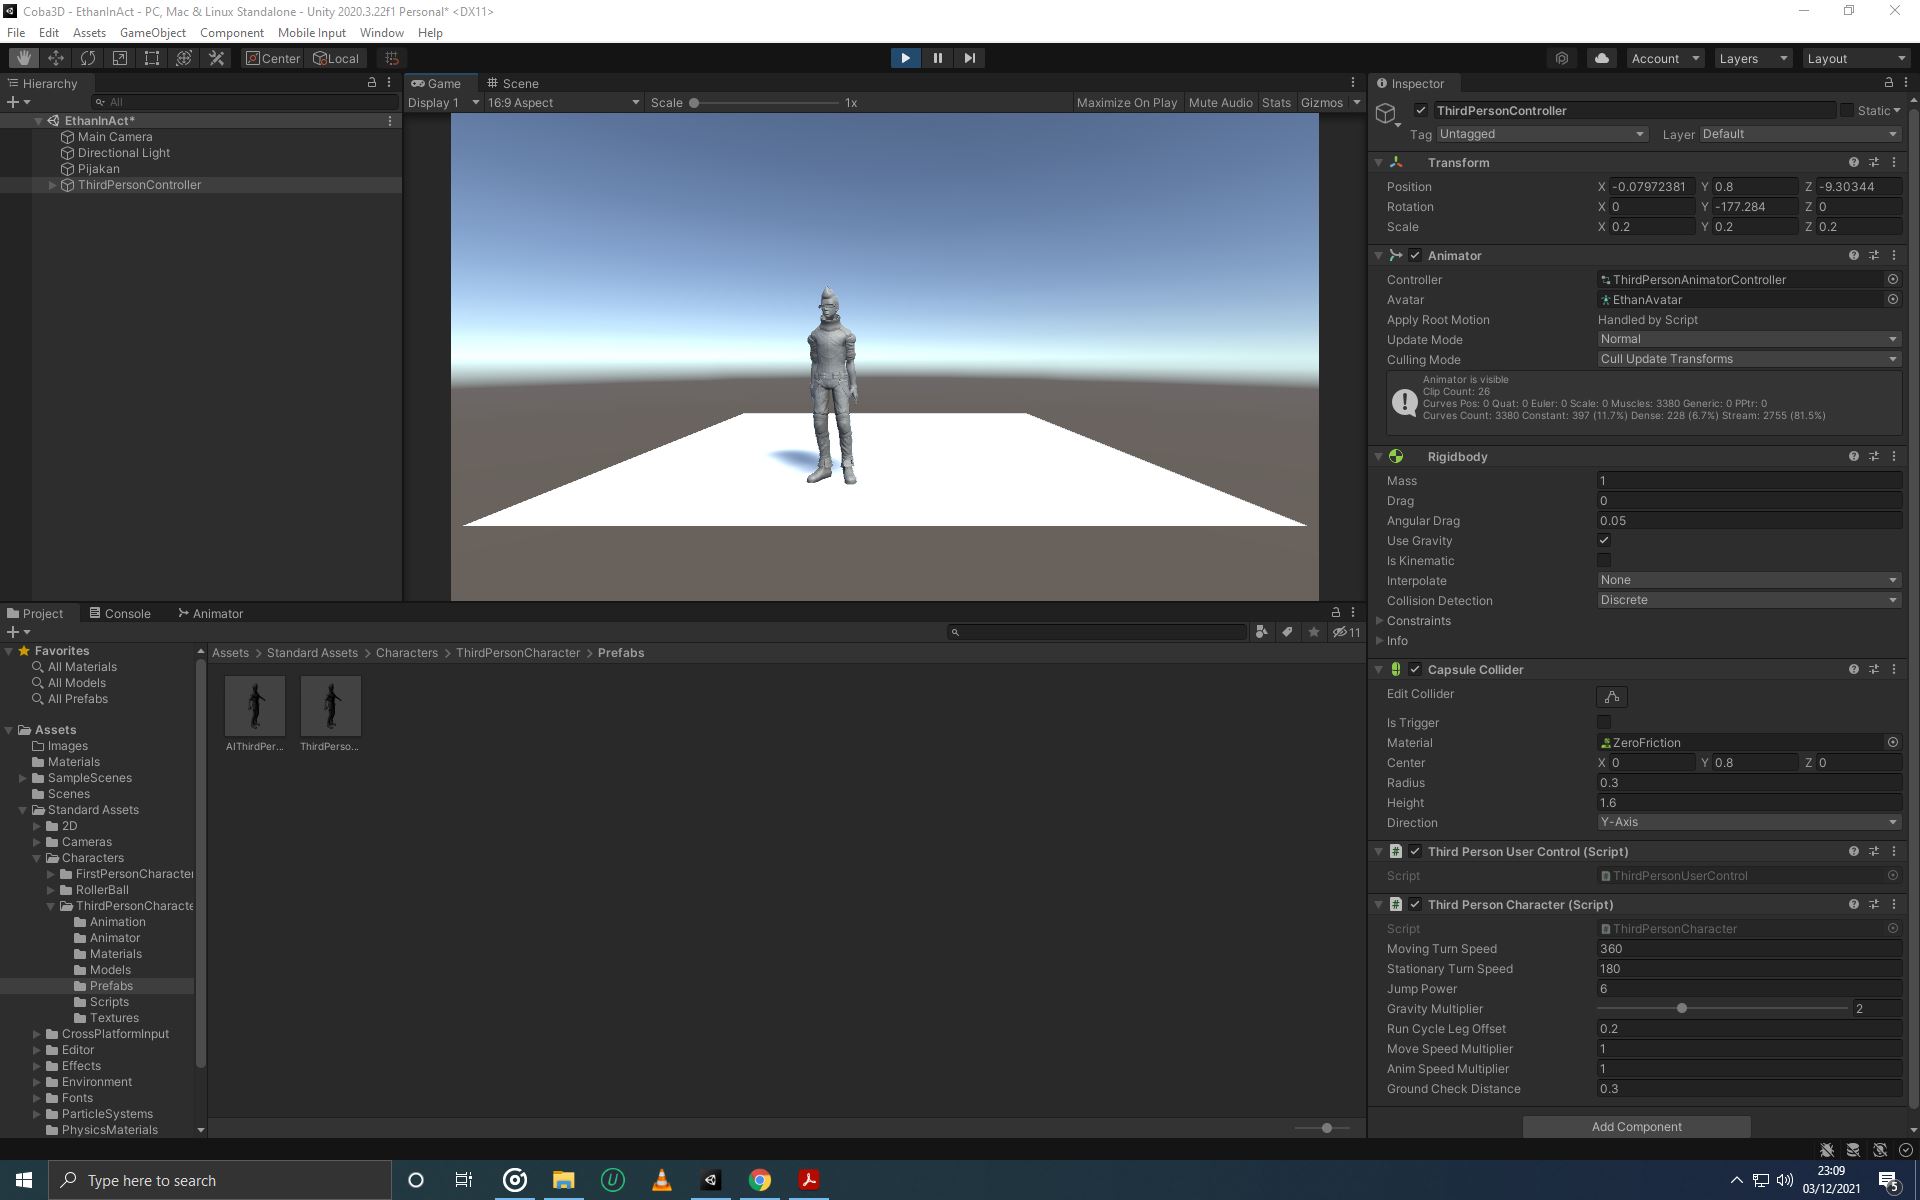 Coba3D - EthanInAct - PC, Mac & Linux Standalone - Unity 2020.3.22f1 Personal* <DX11>
File Edit Assets GameObject Component Mobile Input Window Help
Center Local Account Layers Layout
Hierarchy
All
EthanInAct*
Main Camera
Directional Light
Pijakan
ThirdPersonController
Game Scene
Display 1 16:9 Aspect Scale 1x Maximize On Play Mute Audio Stats Gizmos
Inspector
ThirdPersonController Static
Tag Untagged Layer Default
Transform
Position X -0.07972381 Y 0.8 Z -9.30344
Rotation X 0 Y -177.284 Z 0
Scale X 0.2 Y 0.2 Z 0.2
Animator
Controller ThirdPersonAnimatorController
Avatar EthanAvatar
Apply Root Motion Handled by Script
Update Mode Normal
Culling Mode Cull Update Transforms
Animator is visible
Clip Count: 26
Curves Pos: 0 Quat: 0 Euler: 0 Scale: 0 Muscles: 3380 Generic: 0 PPtr: 0
Curves Count: 3380 Constant: 397 (11.7%) Dense: 228 (6.7%) Stream: 2755 (81.5%)
Rigidbody
Mass 1
Drag 0
Angular Drag 0.05
Use Gravity
Is Kinematic
Interpolate None
Collision Detection Discrete
Constraints
Info
Capsule Collider
Edit Collider
Is Trigger
Material ZeroFriction
Center X 0 Y 0.8 Z 0
Radius 0.3
Height 1.6
Direction Y-Axis
Third Person User Control (Script)
Script ThirdPersonUserControl
Third Person Character (Script)
Script ThirdPersonCharacter
Moving Turn Speed 360
Stationary Turn Speed 180
Jump Power 6
Gravity Multiplier 2
Run Cycle Leg Offset 0.2
Move Speed Multiplier 1
Anim Speed Multiplier 1
Ground Check Distance 0.3
Add Component
Project Console Animator
11
Favorites
All Materials
All Models
All Prefabs
Assets
Images
Materials
SampleScenes
Scenes
Standard Assets
2D
Cameras
Characters
FirstPersonCharacter
RollerBall
ThirdPersonCharacte
Animation
Animator
Materials
Models
Prefabs
Scripts
Textures
CrossPlatformInput
Editor
Effects
Environment
Fonts
ParticleSystems
PhysicsMaterials
Assets > Standard Assets > Characters > ThirdPersonCharacter > Prefabs
AIThirdPer... ThirdPerso...
Type here to search
23:09
03/12/2021
5